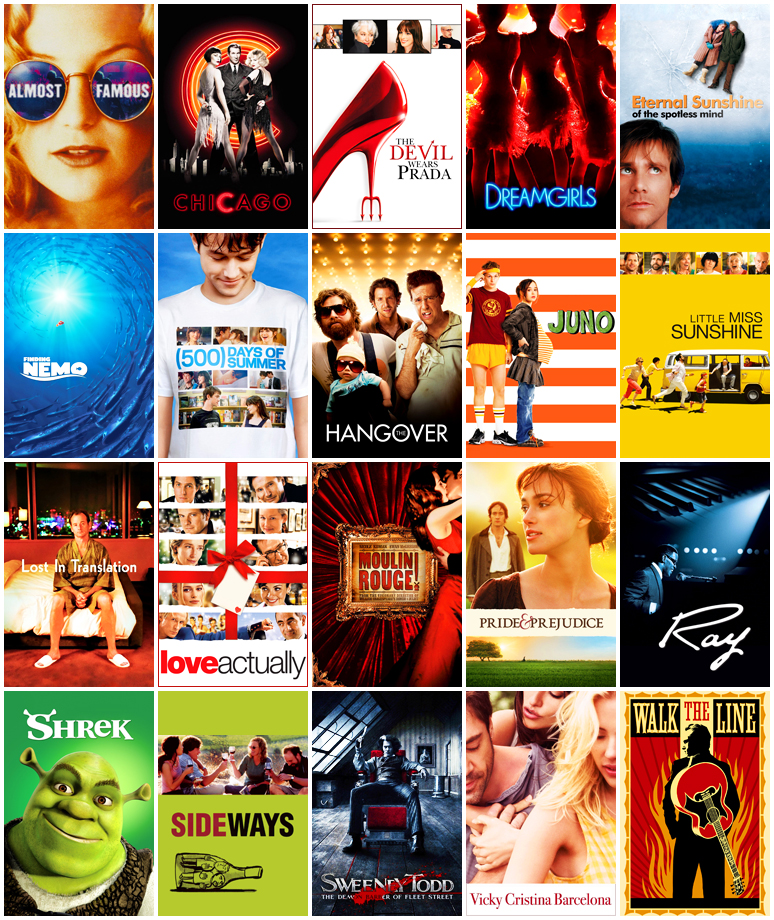 ALMOST FAMOUS
CHICAGO
THE
DEVIL
WEARS
PRADA
DREAMGIRLS
Eternal Sunshine
of the spotless mind
FINDING
NEMO
(500) DAYS OF
SUMMER
THE
HANGOVER
JUNO
LITTLE MISS
SUNSHINE
Lost In Translation
loveactually
MOULIN
ROUGE!
PRIDE & PREJUDICE
Ray
SHREK
SIDEWAYS
SWEENEY TODD
THE DEMON BARBER OF FLEET STREET
Vicky Cristina Barcelona
WALK THE LINE